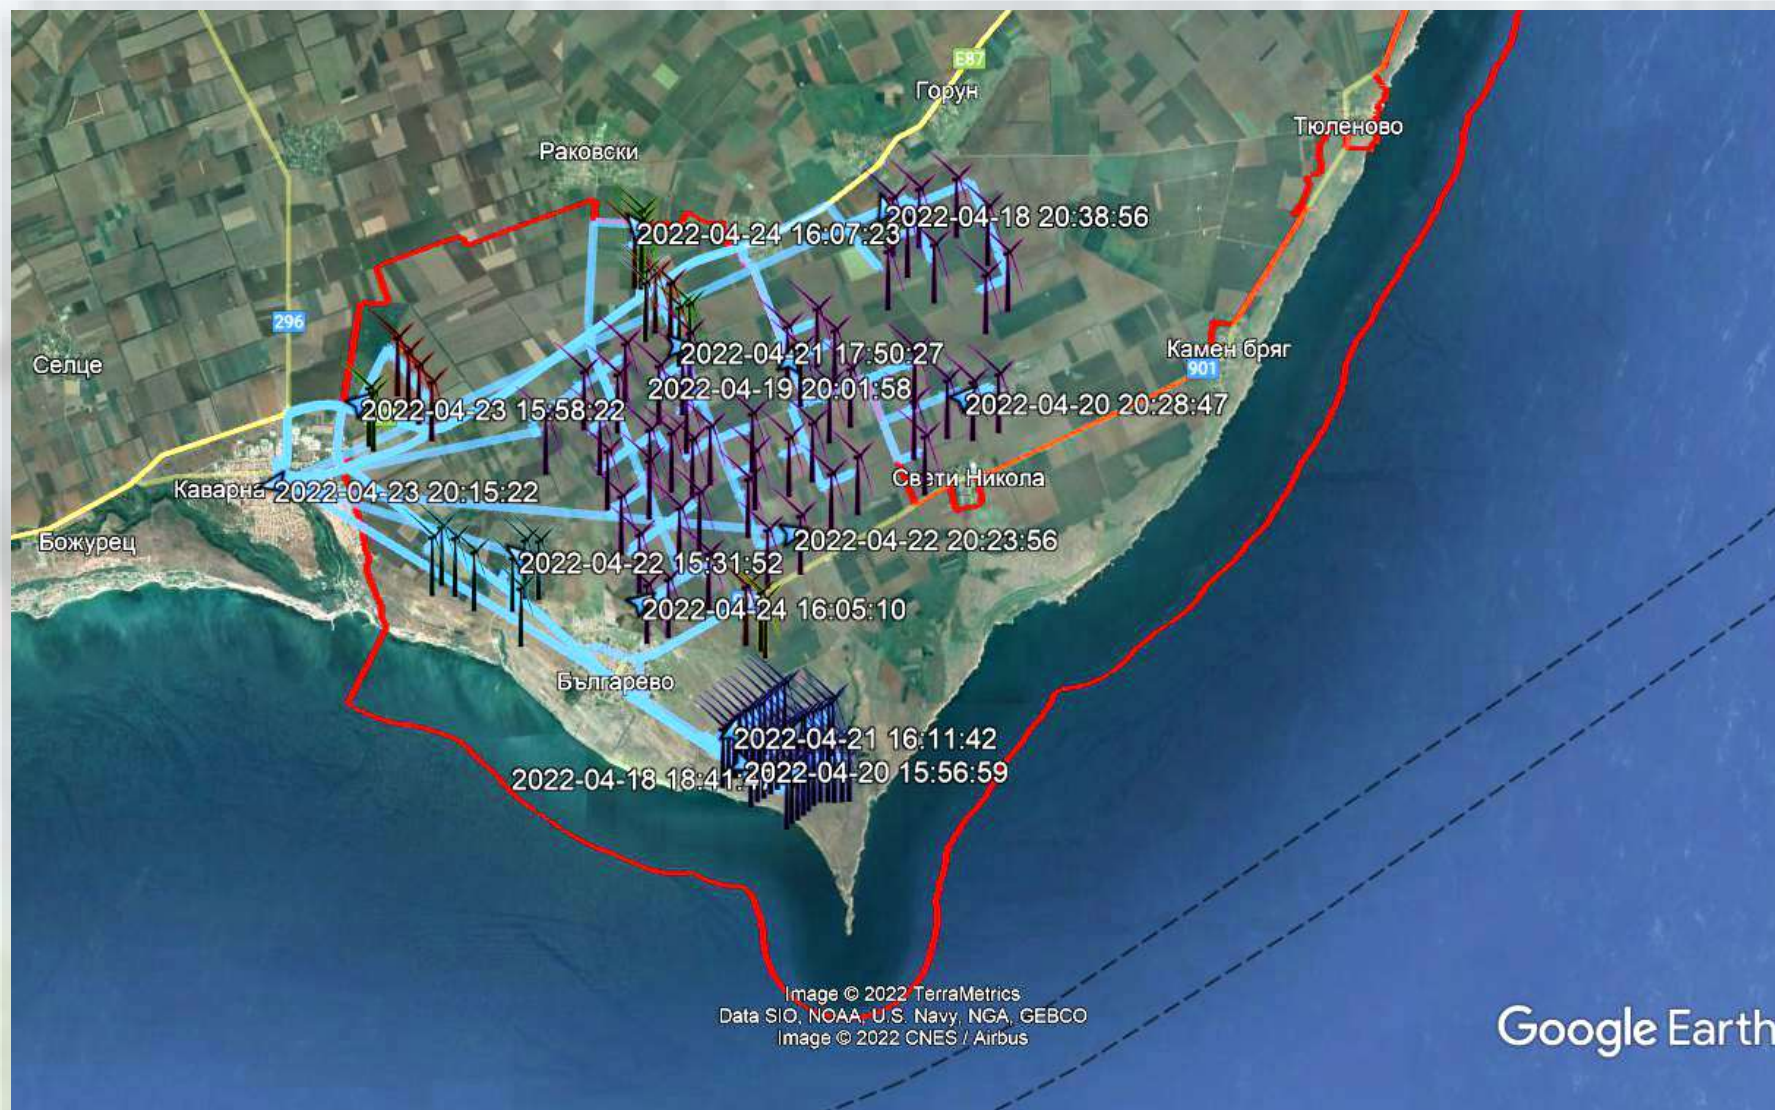 E87
Горун
Тюленово
Раковски
2022-04-18 20:38:56
2022-04-24 16:07:23
296
Камен бряг
901
Селце
2022-04-21 17:50:27
2022-04-19 20:01:58
2022-04-20 20:28:47
2022-04-23 15:58:22
Свети Никола
Каварна
2022-04-23 20:15:22
Божурец
2022-04-22 20:23:56
2022-04-22 15:31:52
2022-04-24 16:05:10
Българево
2022-04-21 16:11:42
2022-04-18
2022-04-20 15:56:59
Image © 2022 TerraMetrics
Data SIO, NOAA, U.S. Navy, NGA, GEBCO
Image © 2022 CNES / Airbus
Google Earth